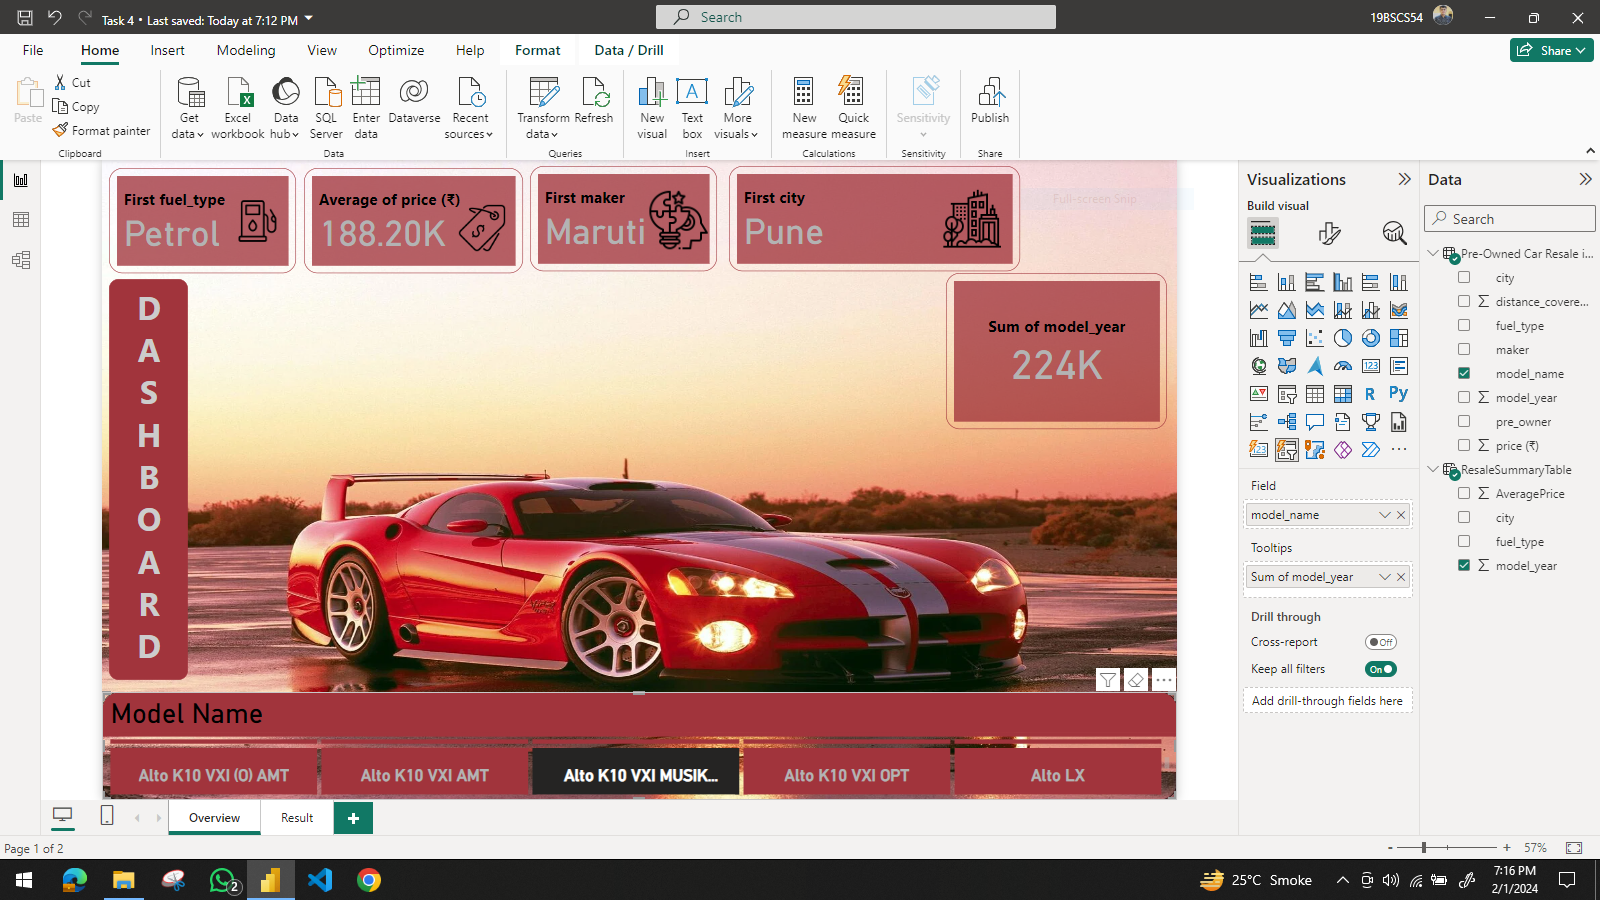 Task 4 • Last saved: Today at 7:12 PM
Search
19BSCS54
File
Home
Insert
Modeling
View
Optimize
Help
Format
Data / Drill
Share
Paste
Cut
Copy
Format painter
Clipboard
Get data
Excel workbook
Data hub
SQL Server
Enter data
Dataverse
Recent sources
Data
Transform data
Refresh
Queries
New visual
Text box
More visuals
Insert
New measure
Quick measure
Calculations
Sensitivity
Sensitivity
Publish
Share
First fuel_type
Petrol
Average of price (₹)
188.20K
First maker
Maruti
First city
Pune
Full-screen Snip
DASHBOARD
Sum of model_year
224K
Model Name
Alto K10 VXI (O) AMT
Alto K10 VXI AMT
Alto K10 VXI MUSIK...
Alto K10 VXI OPT
Alto LX
Visualizations
Build visual
123
R
Py
123
Field
model_name
Tooltips
Sum of model_year
Drill through
Cross-report
Off
Keep all filters
On
Add drill-through fields here
Data
Search
Pre-Owned Car Resale i...
city
distance_covere...
fuel_type
maker
model_name
model_year
pre_owner
price (₹)
ResaleSummaryTable
AveragePrice
city
fuel_type
model_year
Overview
Result
Page 1 of 2
- + 57%
2
25°C Smoke
7:16 PM
2/1/2024